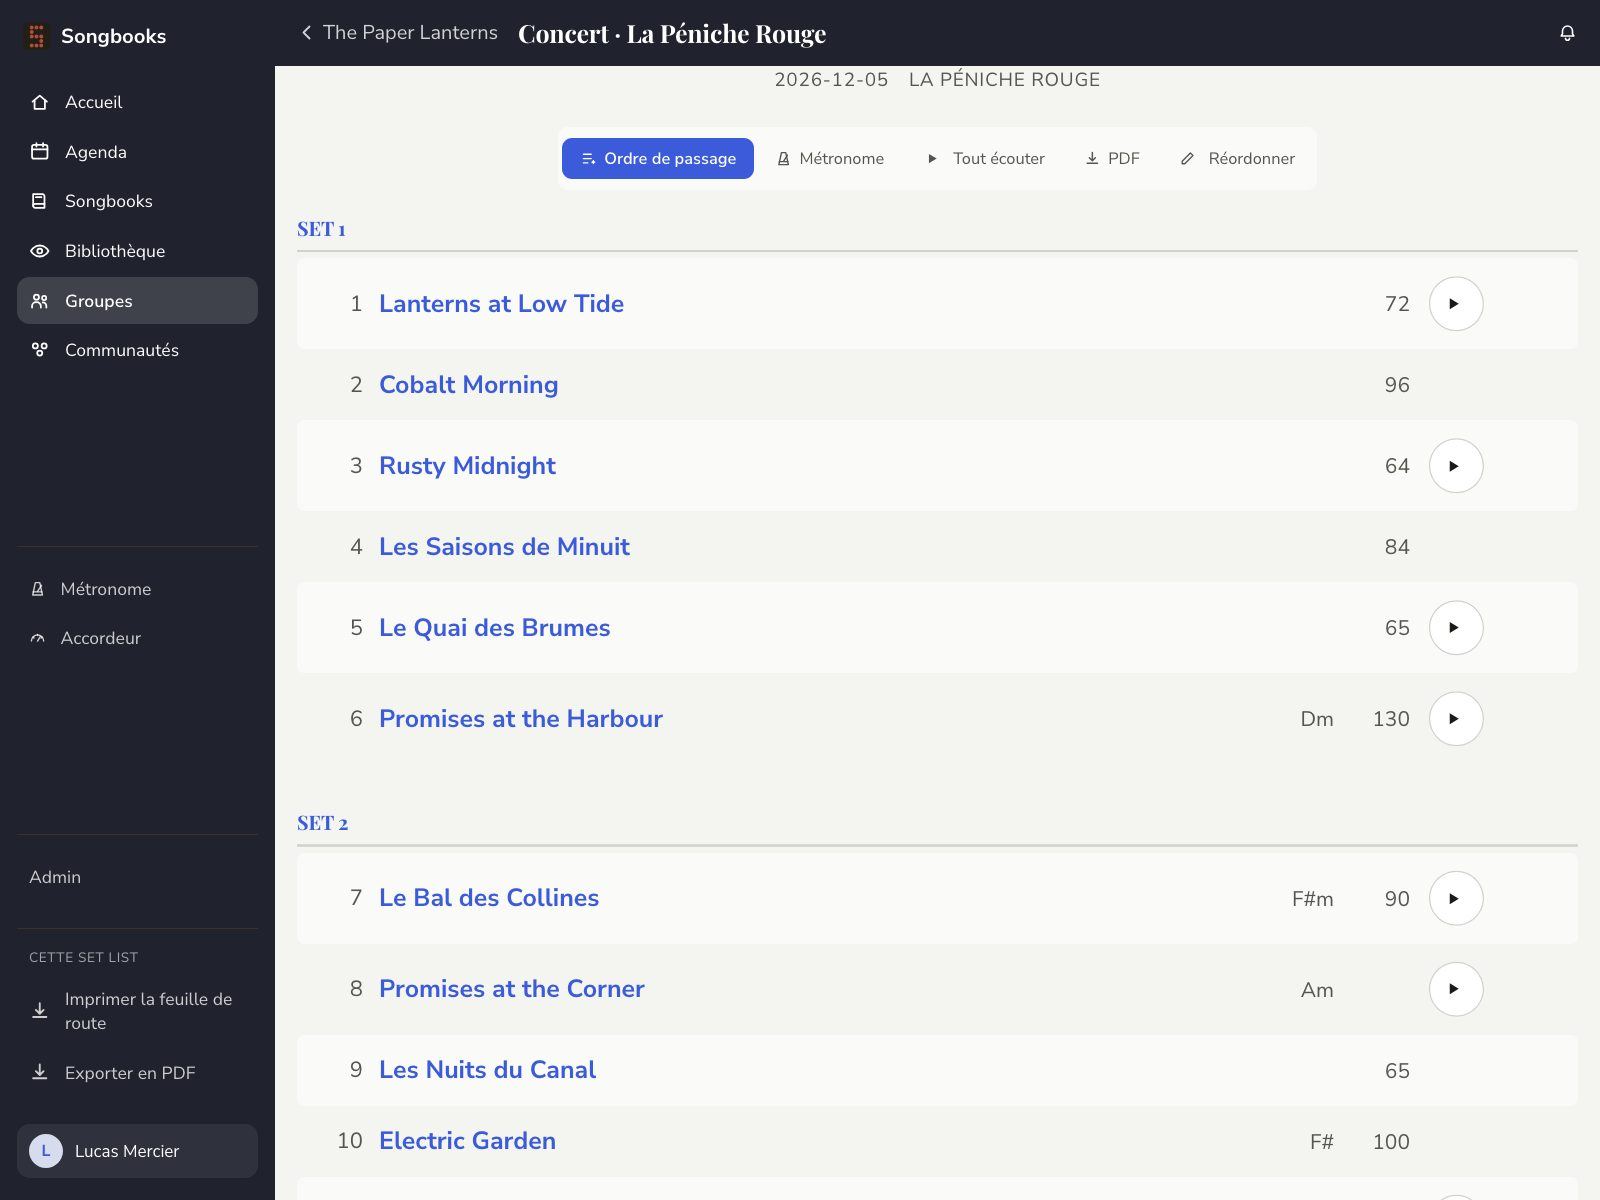 Songbooks
Accueil
Agenda
Songbooks
Bibliothèque
Groupes
Communautés
Métronome
Accordeur
Admin
CETTE SET LIST
Imprimer la feuille de
route
Exporter en PDF
L Lucas Mercier
The Paper Lanterns Concert · La Péniche Rouge
2026-12-05 LA PÉNICHE ROUGE
Ordre de passage Métronome Tout écouter PDF Réordonner
SET 1
1 Lanterns at Low Tide 72
2 Cobalt Morning 96
3 Rusty Midnight 64
4 Les Saisons de Minuit 84
5 Le Quai des Brumes 65
6 Promises at the Harbour Dm 130
SET 2
7 Le Bal des Collines F#m 90
8 Promises at the Corner Am
9 Les Nuits du Canal 65
10 Electric Garden F# 100